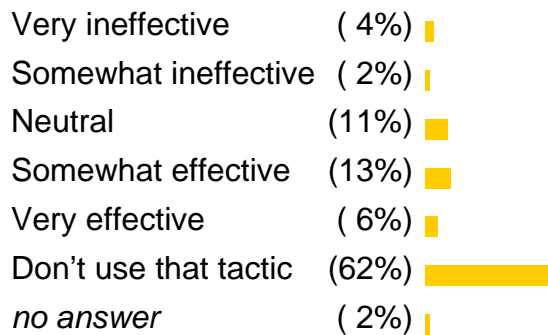 Very ineffective ( 4%)
Somewhat ineffective ( 2%)
Neutral (11%)
Somewhat effective (13%)
Very effective ( 6%)
Don’t use that tactic (62%)
no answer ( 2%)